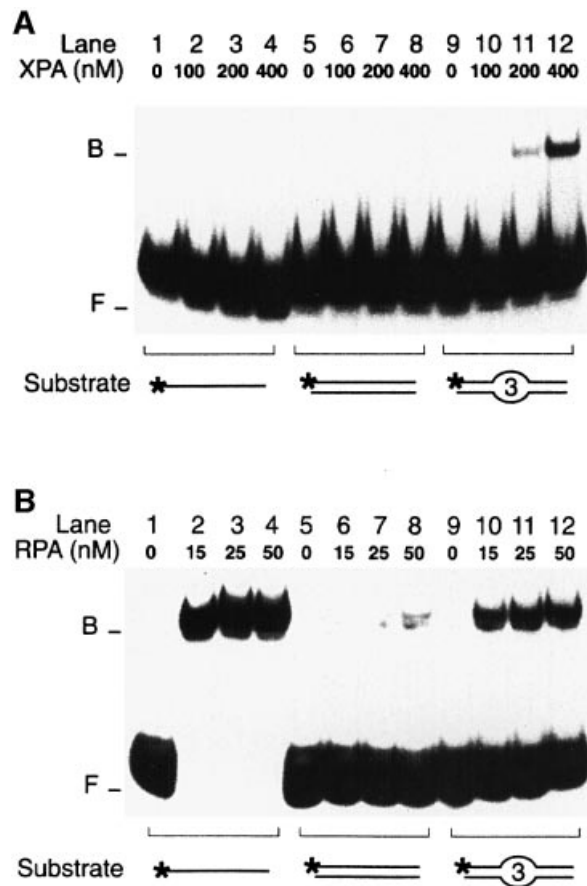 A
Lane 1 2 3 4 5 6 7 8 9 10 11 12
XPA (nM) 0 100 200 400 0 100 200 400 0 100 200 400
B –
F –
Substrate * * * 3
B
Lane 1 2 3 4 5 6 7 8 9 10 11 12
RPA (nM) 0 15 25 50 0 15 25 50 0 15 25 50
B –
F –
Substrate * * * 3